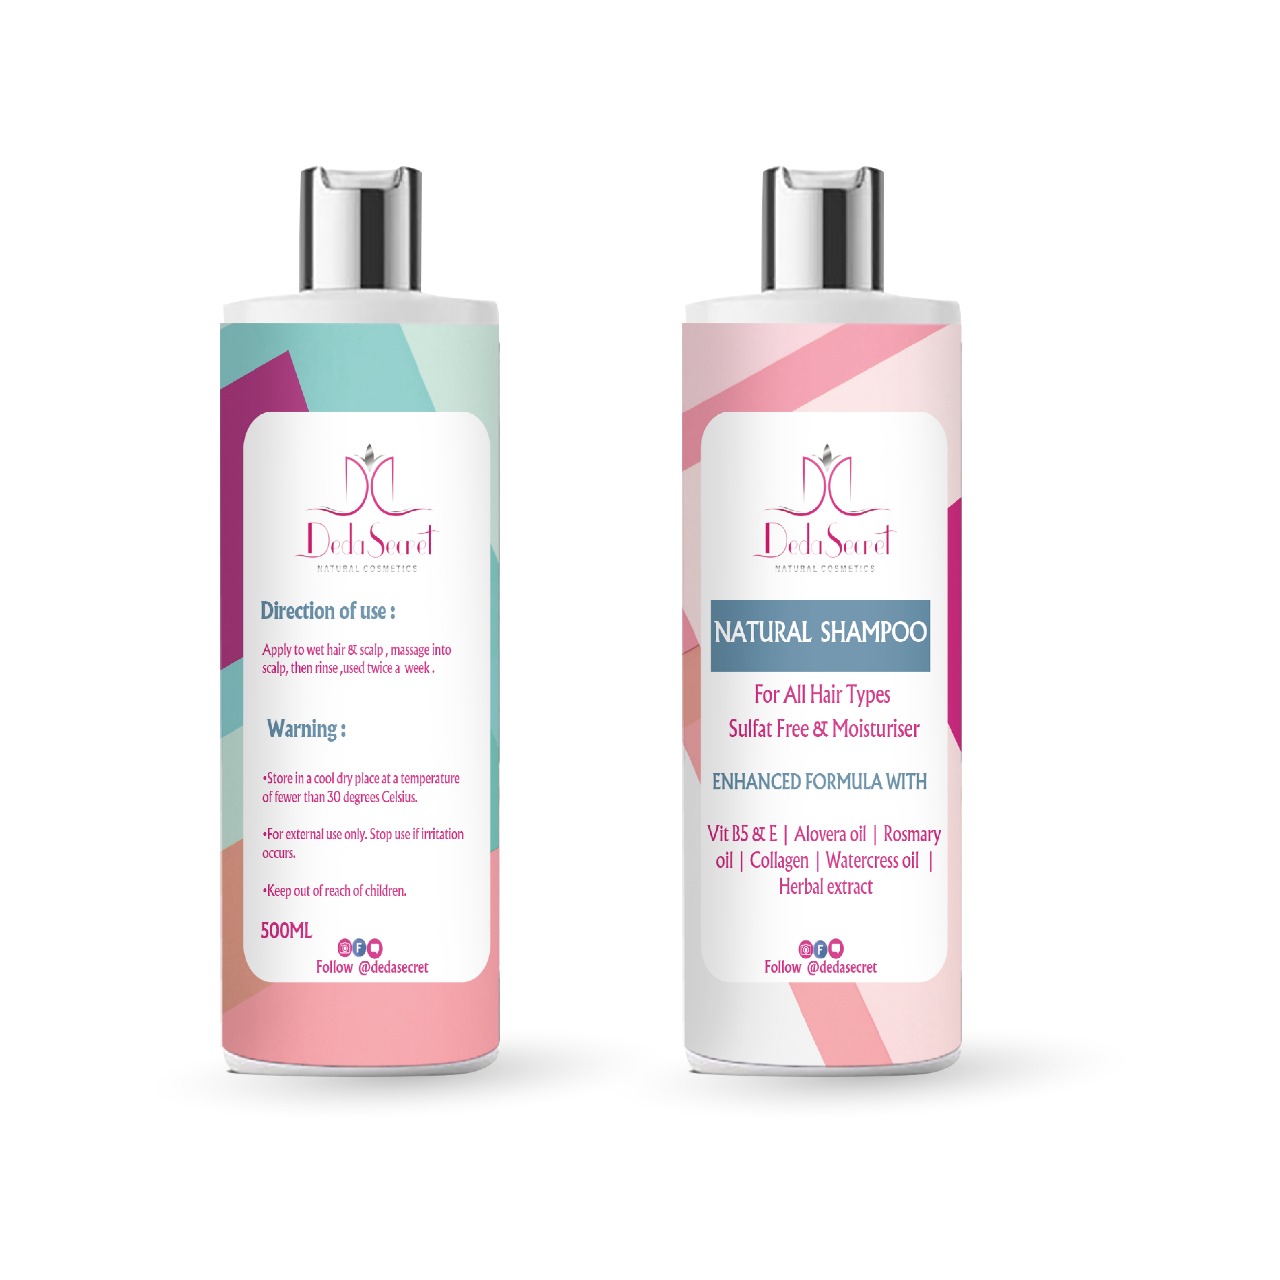 Deda Secret
NATURAL COSMETICS
Direction of use :
Apply to wet hair & scalp , massage into
scalp, then rinse ,used twice a week .
Warning :
•Store in a cool dry place at a temperature
of fewer than 30 degrees Celsius.
•For external use only. Stop use if irritation
occurs.
•Keep out of reach of children.
500ML
F
Follow @dedasecret
Deda Secret
NATURAL COSMETICS
NATURAL SHAMPOO
For All Hair Types
Sulfat Free & Moisturiser
ENHANCED FORMULA WITH
Vit B5 & E | Alovera oil | Rosmary
oil | Collagen | Watercress oil |
Herbal extract
F
Follow @dedasecret